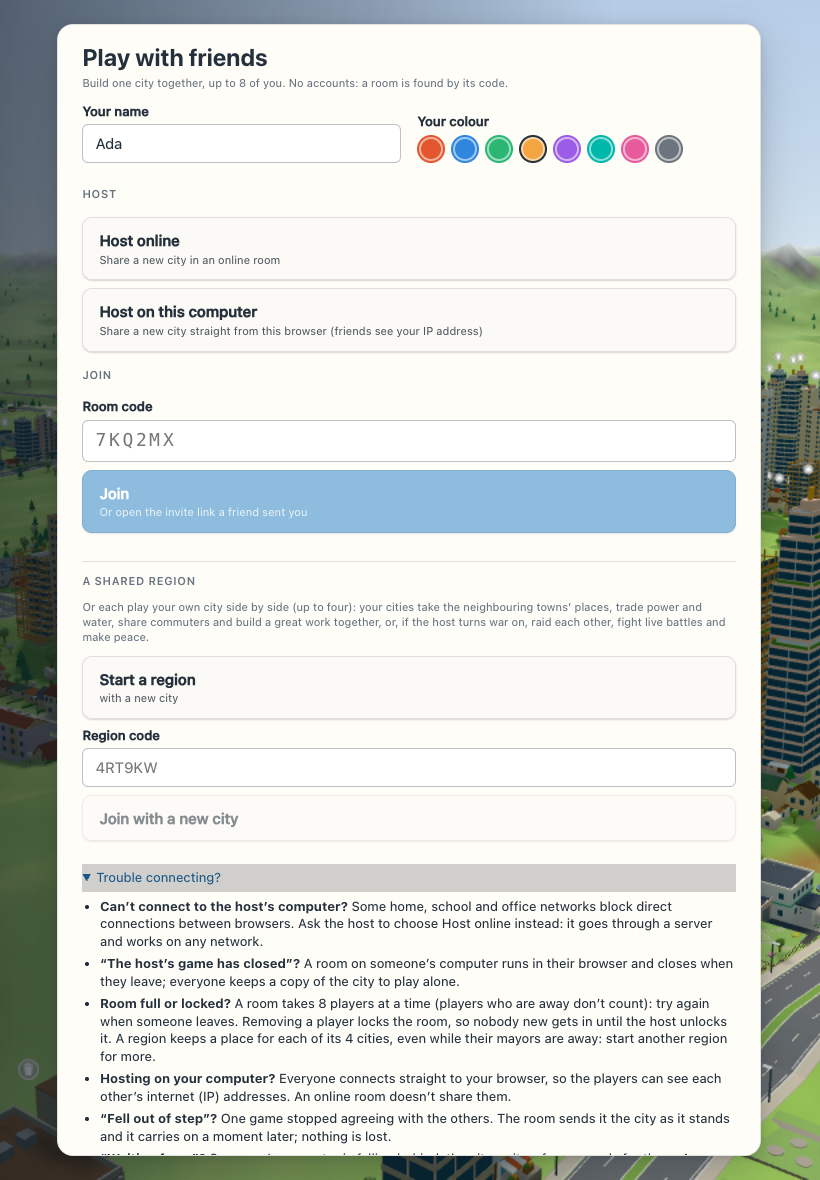 Play with friends
Build one city together, up to 8 of you. No accounts: a room is found by its code.
Your name
Your colour
Ada
HOST
Host online
Share a new city in an online room
Host on this computer
Share a new city straight from this browser (friends see your IP address)
JOIN
Room code
7KQ2MX
Join
Or open the invite link a friend sent you
A SHARED REGION
Or each play your own city side by side (up to four): your cities take the neighbouring towns’ places, trade power and
water, share commuters and build a great work together, or, if the host turns war on, raid each other, fight live battles and
make peace.
Start a region
with a new city
Region code
4RT9KW
Join with a new city
▼ Trouble connecting?
• Can’t connect to the host’s computer? Some home, school and office networks block direct
connections between browsers. Ask the host to choose Host online instead: it goes through a server
and works on any network.
• “The host’s game has closed”? A room on someone’s computer runs in their browser and closes when
they leave; everyone keeps a copy of the city to play alone.
• Room full or locked? A room takes 8 players at a time (players who are away don’t count): try again
when someone leaves. Removing a player locks the room, so nobody new gets in until the host unlocks
it. A region keeps a place for each of its 4 cities, even while their mayors are away: start another region
for more.
• Hosting on your computer? Everyone connects straight to your browser, so the players can see each
other’s internet (IP) addresses. An online room doesn’t share them.
• “Fell out of step”? One game stopped agreeing with the others. The room sends it the city as it stands
and it carries on a moment later; nothing is lost.